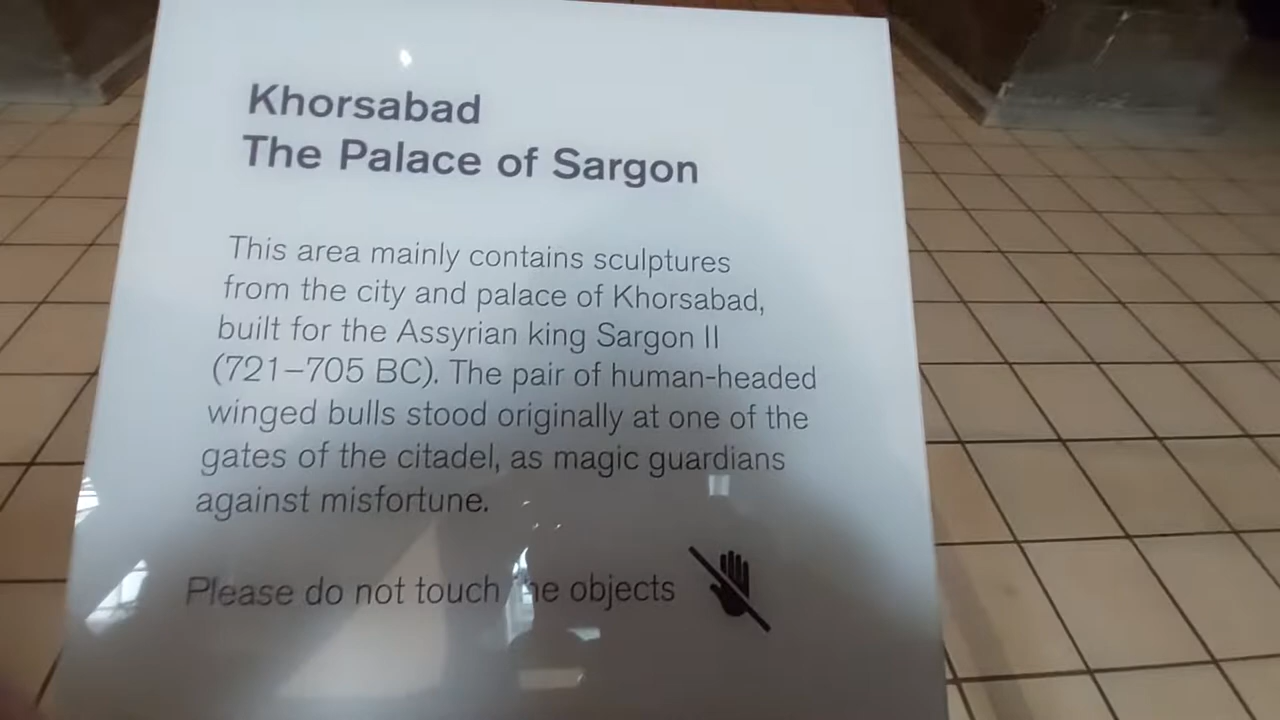 Khorsabad
The Palace of Sargon
This area mainly contains sculptures
from the city and palace of Khorsabad,
built for the Assyrian king Sargon II
(721–705 BC). The pair of human-headed
winged bulls stood originally at one of the
gates of the citadel, as magic guardians
against misfortune.
Please do not touch the objects